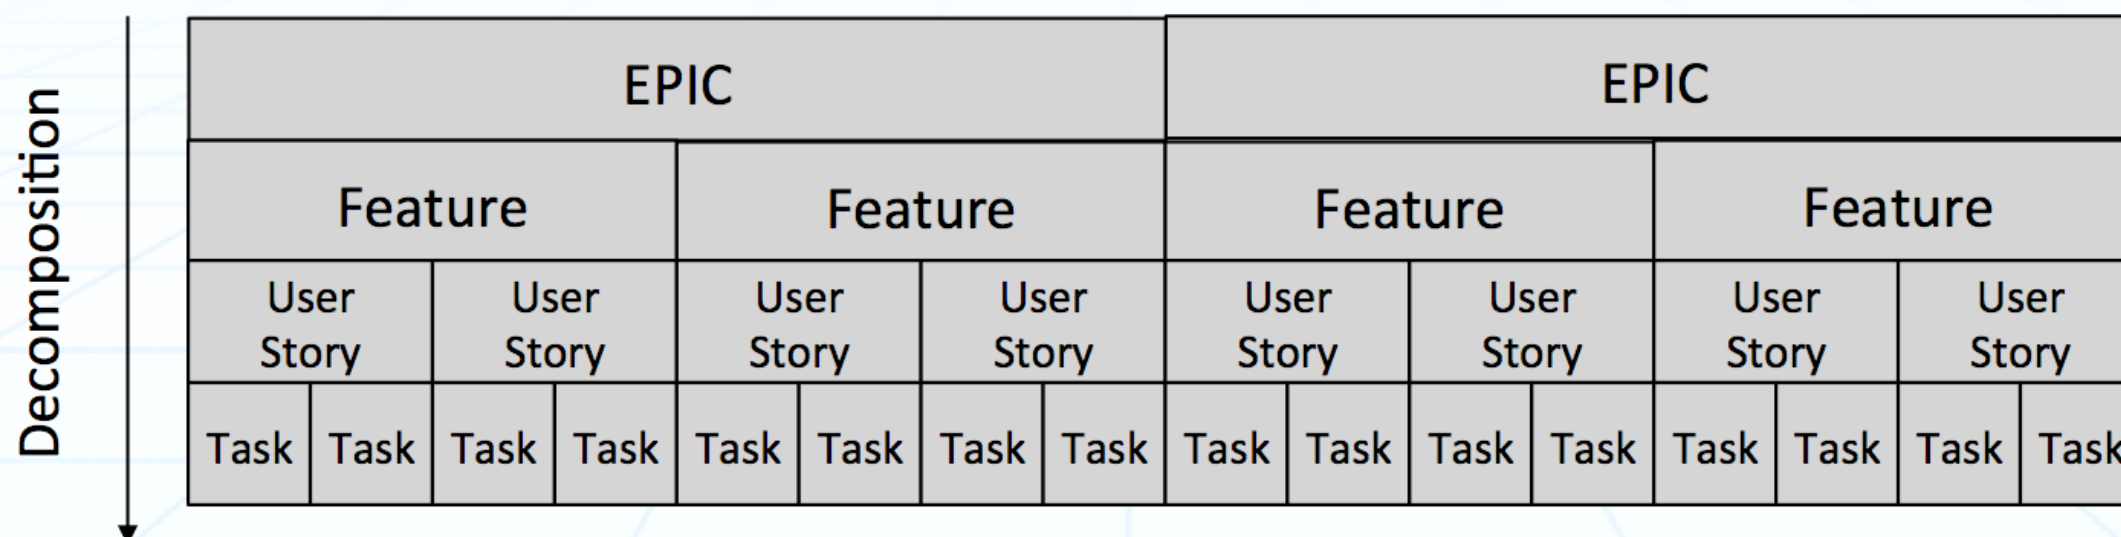 Decomposition
EPIC EPIC
Feature Feature Feature Feature
User User User User User User User User
Story Story Story Story Story Story Story Story
Task Task Task Task Task Task Task Task Task Task Task Task Task Task Task Task